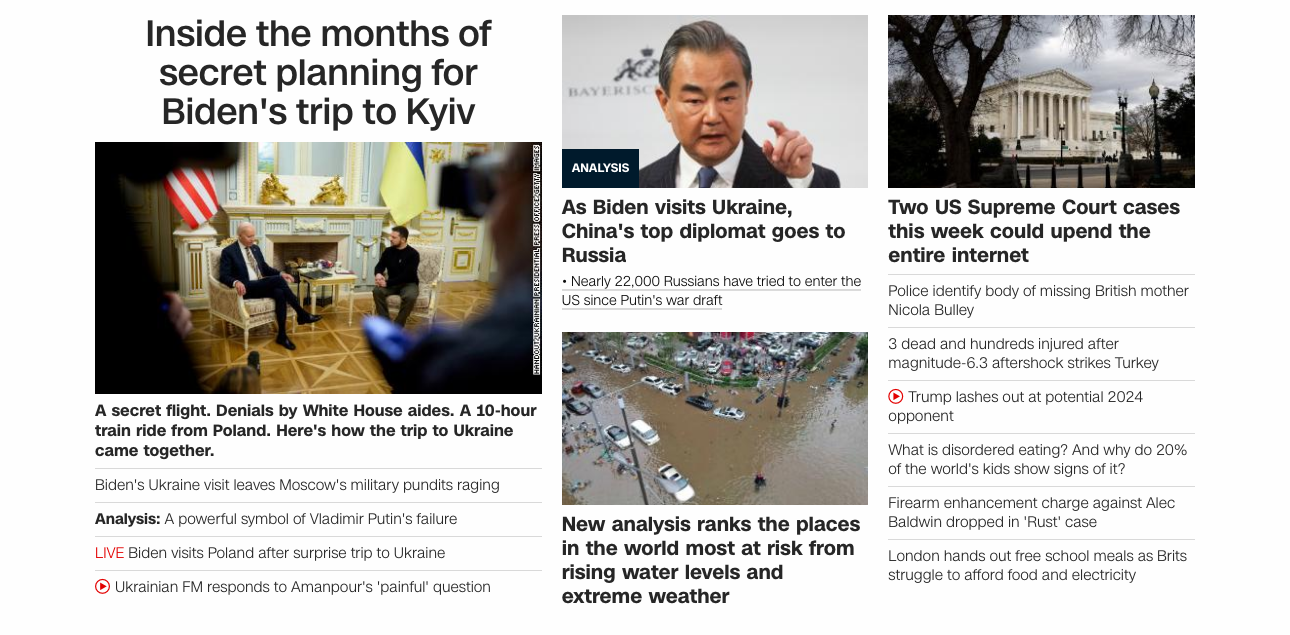 Inside the months of
secret planning for
Biden's trip to Kyiv
HANDOUT/UKRAINIAN PRESIDENTIAL PRESS OFFICE/GETTY IMAGES
A secret flight. Denials by White House aides. A 10-hour
train ride from Poland. Here's how the trip to Ukraine
came together.
Biden's Ukraine visit leaves Moscow's military pundits raging
Analysis: A powerful symbol of Vladimir Putin's failure
LIVE Biden visits Poland after surprise trip to Ukraine
Ukrainian FM responds to Amanpour's 'painful' question
ANALYSIS
As Biden visits Ukraine,
China's top diplomat goes to
Russia
• Nearly 22,000 Russians have tried to enter the
US since Putin's war draft
New analysis ranks the places
in the world most at risk from
rising water levels and
extreme weather
Two US Supreme Court cases
this week could upend the
entire internet
Police identify body of missing British mother
Nicola Bulley
3 dead and hundreds injured after
magnitude-6.3 aftershock strikes Turkey
Trump lashes out at potential 2024
opponent
What is disordered eating? And why do 20%
of the world's kids show signs of it?
Firearm enhancement charge against Alec
Baldwin dropped in 'Rust' case
London hands out free school meals as Brits
struggle to afford food and electricity